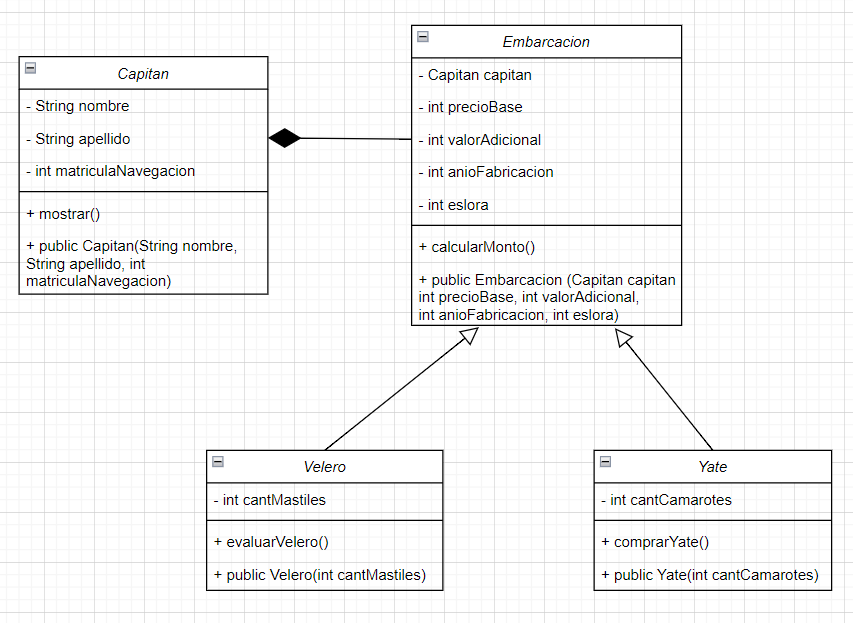 Capitan
- String nombre
- String apellido
- int matriculaNavegacion
+ mostrar()
+ public Capitan(String nombre,
String apellido, int
matriculaNavegacion)
Embarcacion
- Capitan capitan
- int precioBase
- int valorAdicional
- int anioFabricacion
- int eslora
+ calcularMonto()
+ public Embarcacion (Capitan capitan
int precioBase, int valorAdicional,
int anioFabricacion, int eslora)
Velero
- int cantMastiles
+ evaluarVelero()
+ public Velero(int cantMastiles)
Yate
- int cantCamarotes
+ comprarYate()
+ public Yate(int cantCamarotes)